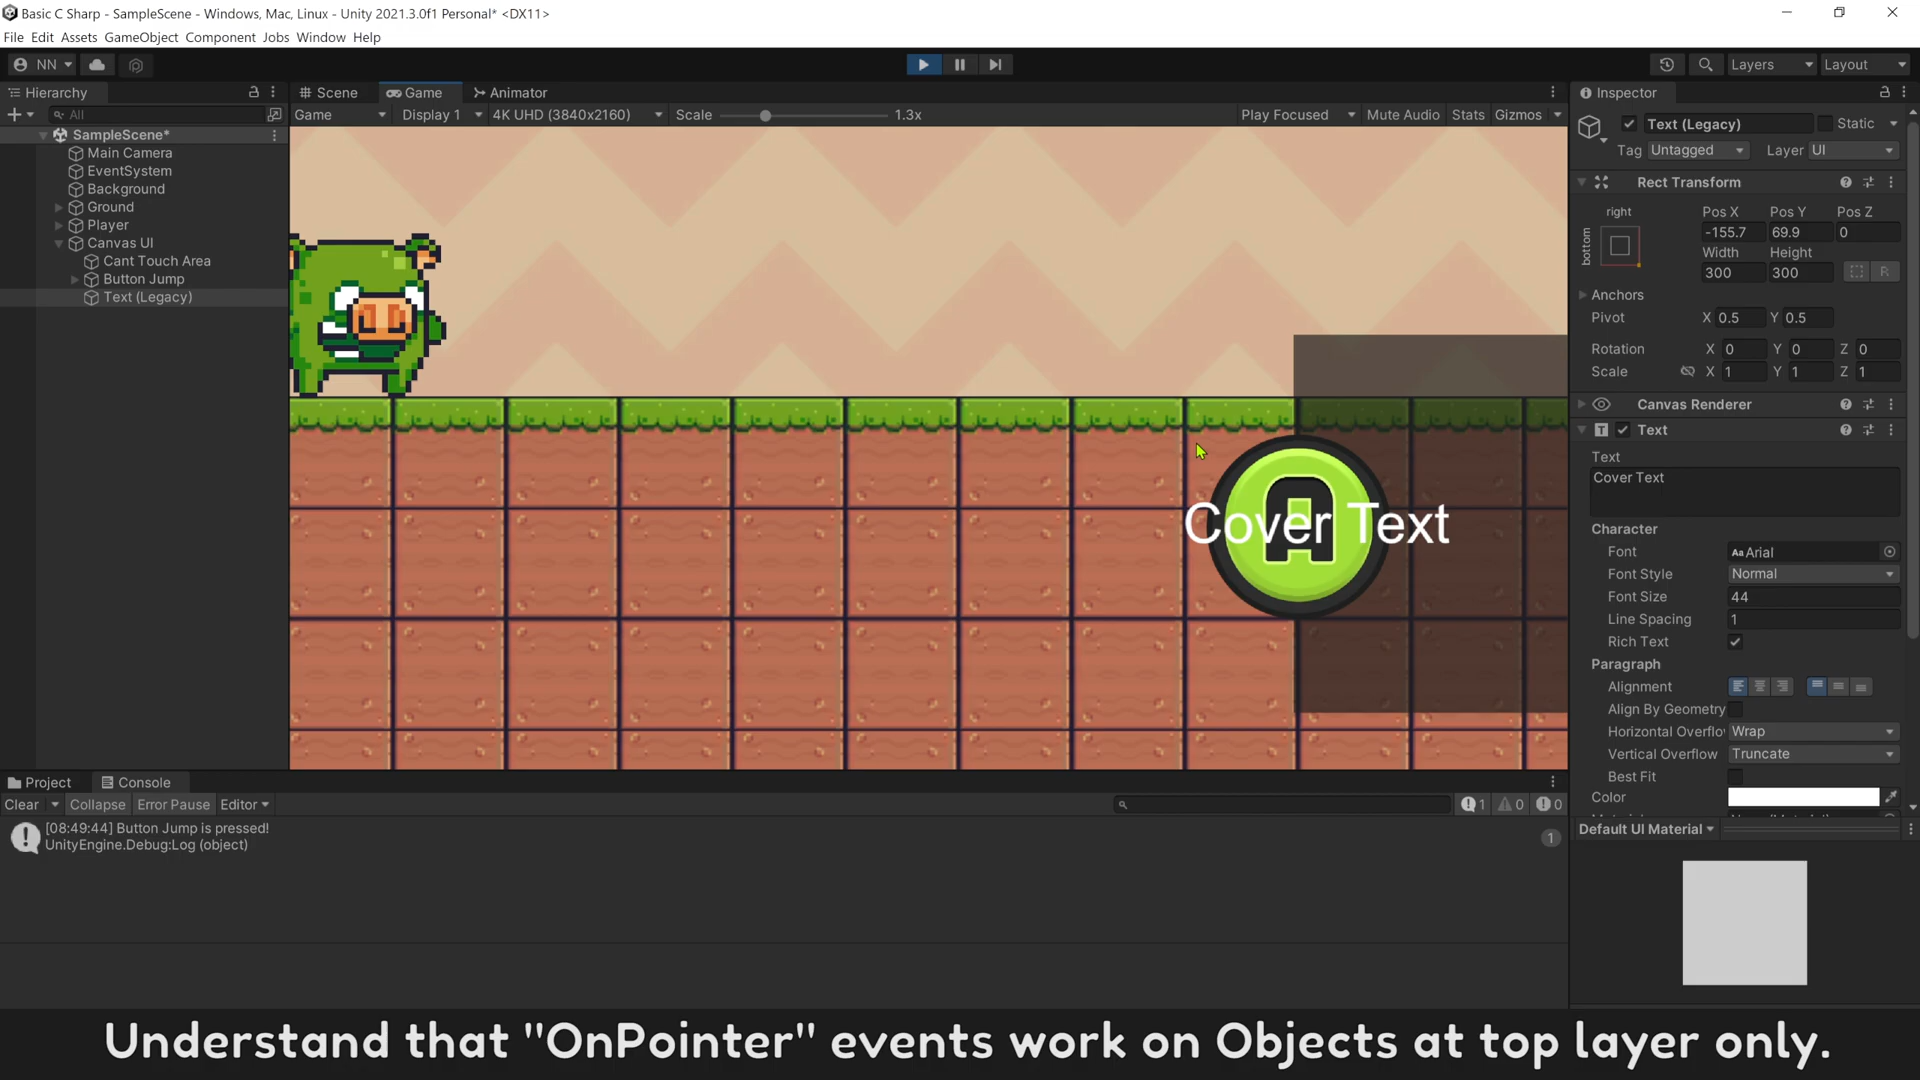 Basic C Sharp - SampleScene - Windows, Mac, Linux - Unity 2021.3.0f1 Personal* <DX11>
File Edit Assets GameObject Component Jobs Window Help
NN Layers Layout
Hierarchy
All
SampleScene*
Main Camera
EventSystem
Background
Ground
Player
Canvas UI
Cant Touch Area
Button Jump
Text (Legacy)
Scene Game Animator
Game Display 1 4K UHD (3840x2160) Scale 1.3x Play Focused Mute Audio Stats Gizmos
A
Cover Text
Inspector
Text (Legacy) Static
Tag Untagged Layer UI
Rect Transform
right Pos X Pos Y Pos Z
bottom -155.7 69.9 0
Width Height
300 300 R
Anchors
Pivot X 0.5 Y 0.5
Rotation X 0 Y 0 Z 0
Scale X 1 Y 1 Z 1
Canvas Renderer
T Text
Text
Cover Text
Character
Font Aa Arial
Font Style Normal
Font Size 44
Line Spacing 1
Rich Text
Paragraph
Alignment
Align By Geometry
Horizontal Overflo Wrap
Vertical Overflow Truncate
Best Fit
Color
Default UI Material
Project Console
Clear Collapse Error Pause Editor 1 0 0
[08:49:44] Button Jump is pressed!
UnityEngine.Debug:Log (object)
1
Understand that "OnPointer" events work on Objects at top layer only.